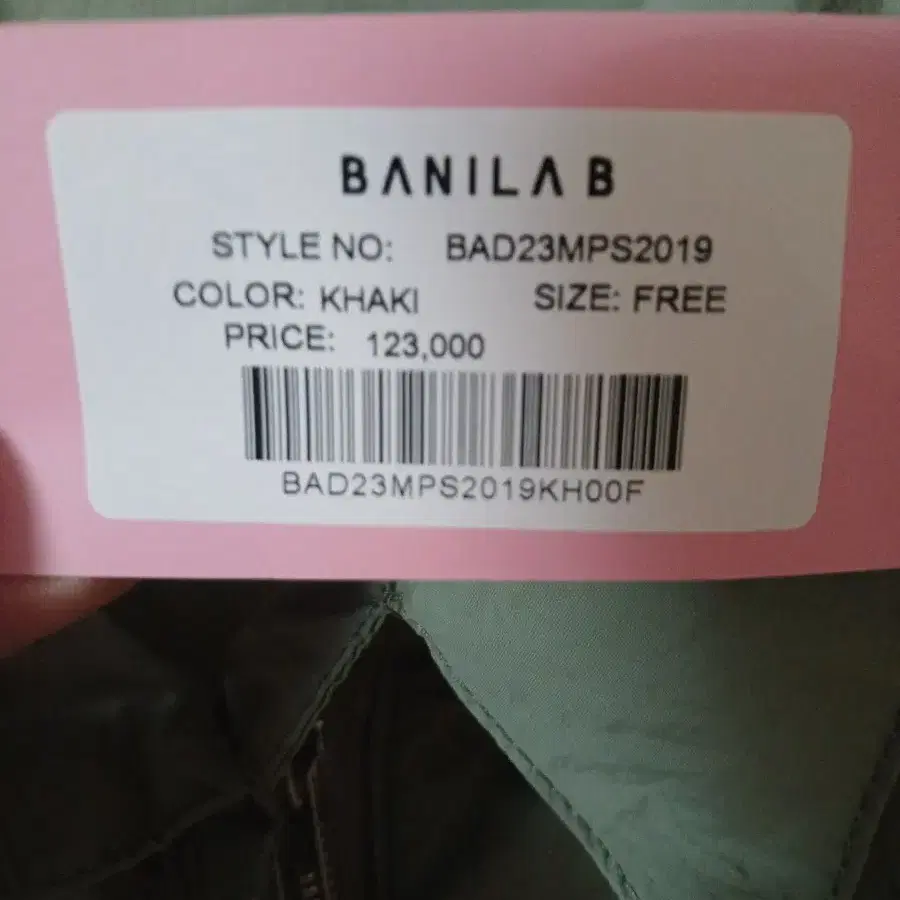 BANILA B
STYLE NO: BAD23MPS2019
COLOR: KHAKI SIZE: FREE
PRICE: 123,000
BAD23MPS2019KH00F